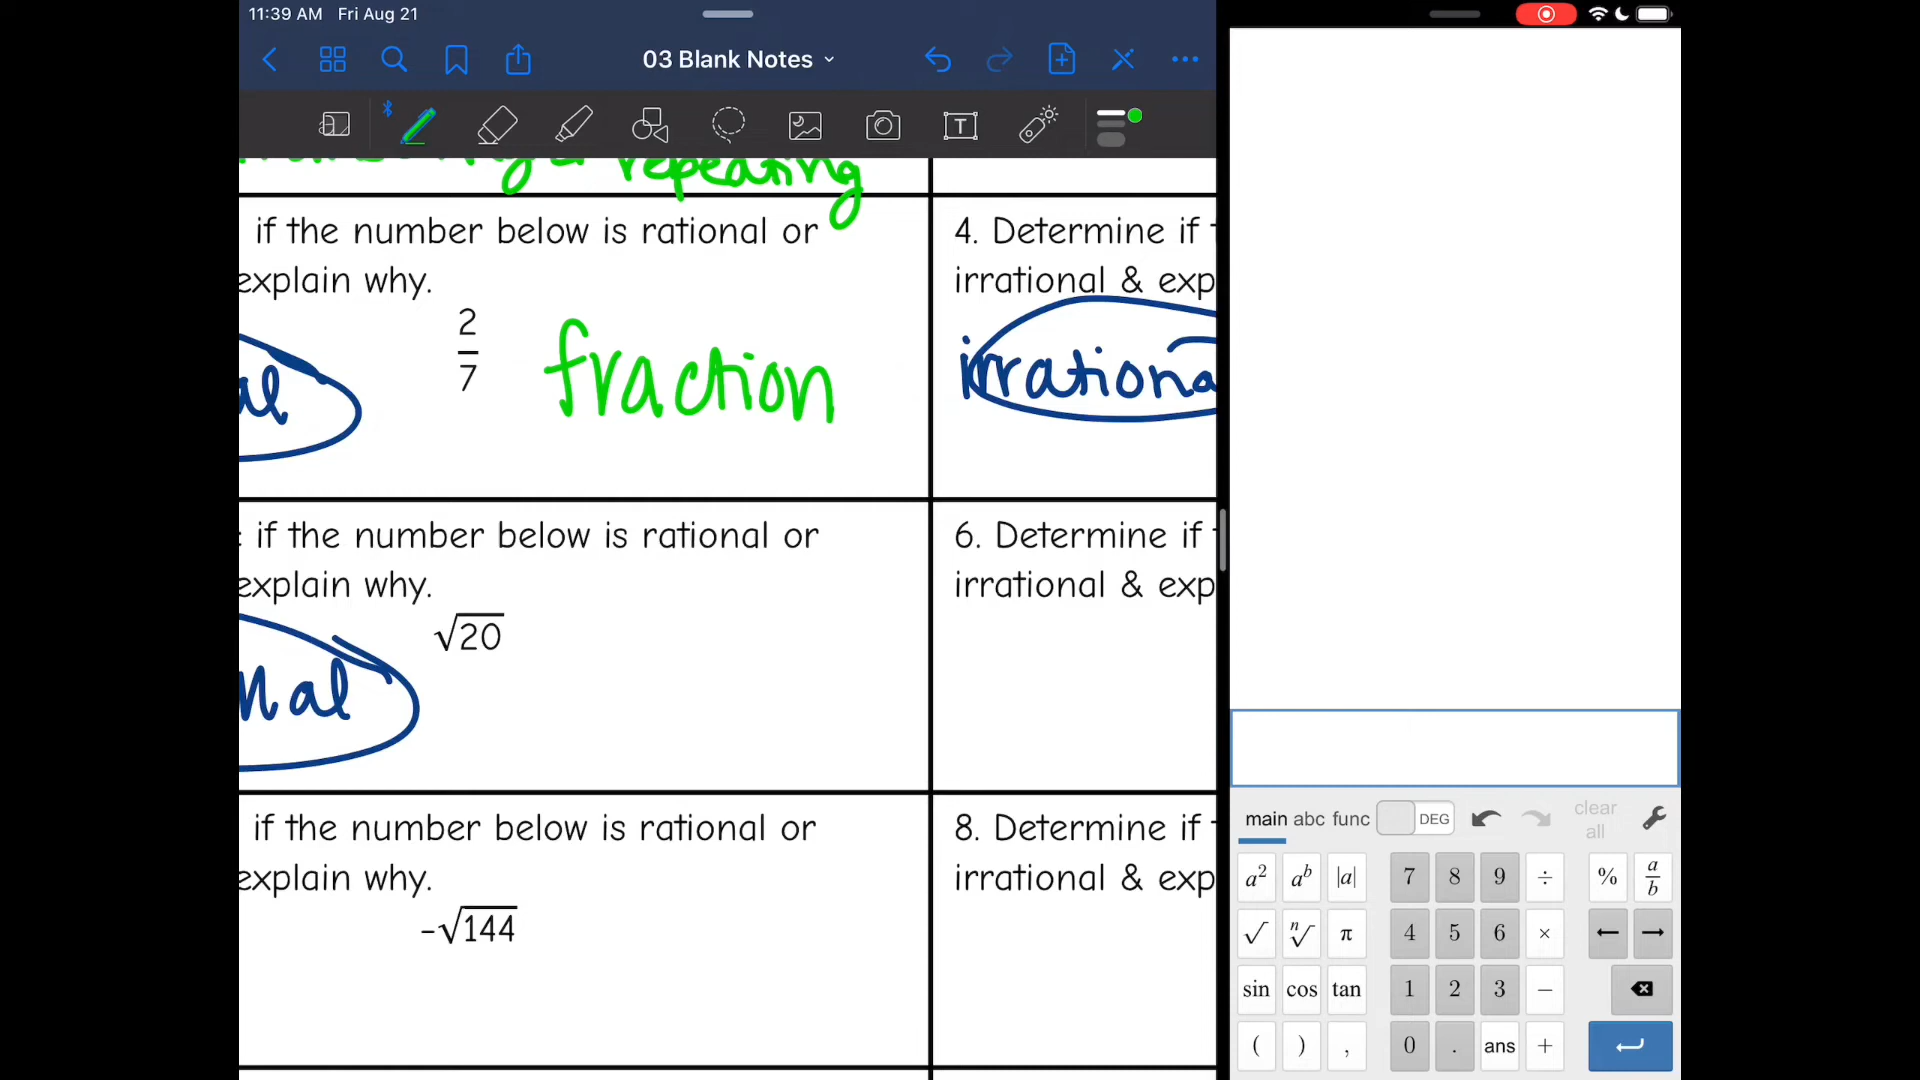 11:39 AM Fri Aug 21
03 Blank Notes
T
repeating
if the number below is rational or
explain why.
2
7
fraction
al
4. Determine if
irrational & exp
irrationa
if the number below is rational or
explain why.
√20
nal
6. Determine if
irrational & exp
if the number below is rational or
explain why.
-√144
8. Determine if
irrational & exp
main abc func DEG clear all
a² aᵇ |a| 7 8 9 ÷ % a/b
√ ⁿ√ π 4 5 6 × ← →
sin cos tan 1 2 3 −
( ) , 0 . ans +